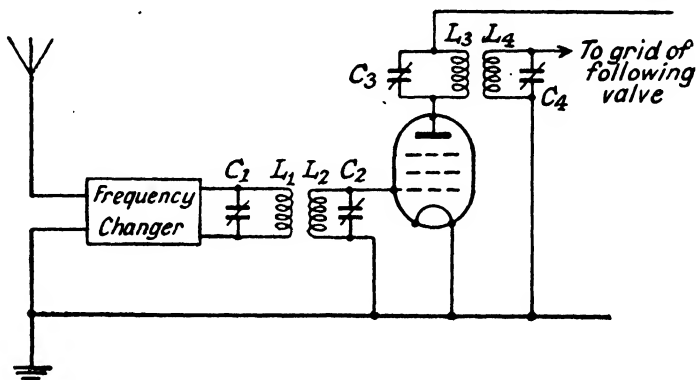 L3 L4
C3
To grid of
following
valve
C4
C1 L1 L2 C2
Frequency
Changer